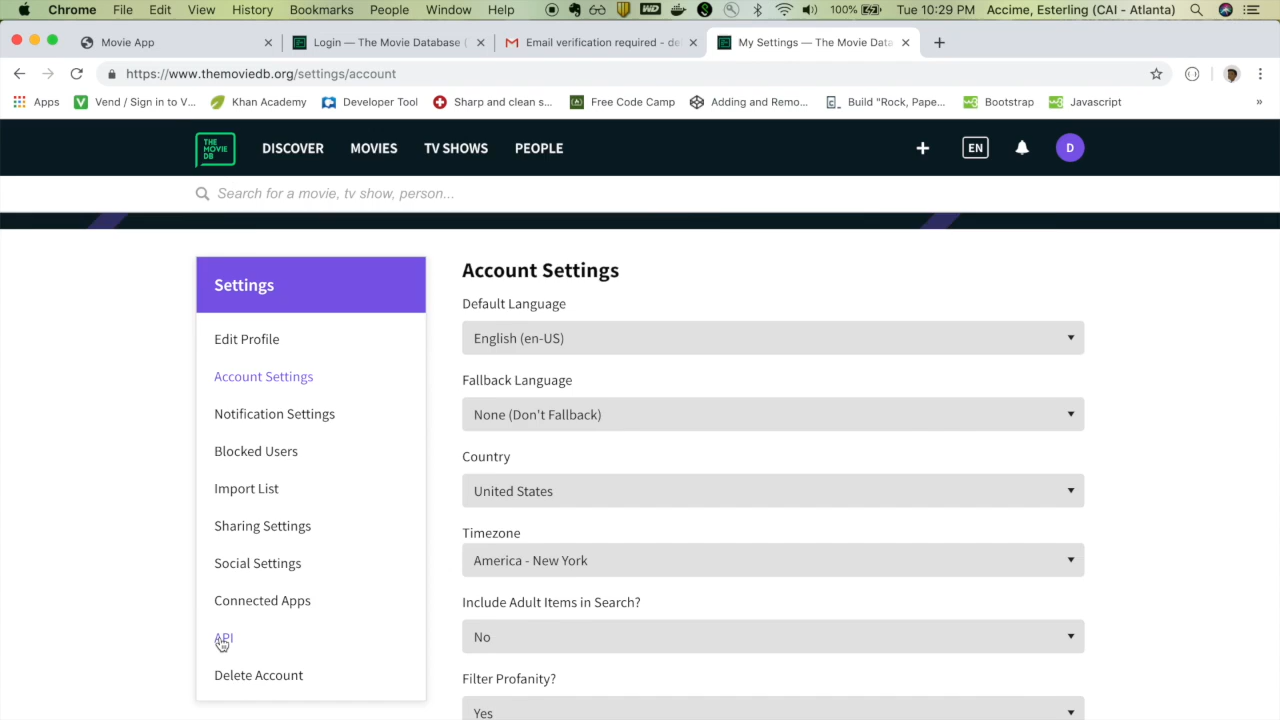 Chrome File Edit View History Bookmarks People Window Help WD S 100% Tue 10:29 PM Accime, Esterling (CAI - Atlanta)
Movie App Login — The Movie Database ( Email verification required - de My Settings — The Movie Data
https://www.themoviedb.org/settings/account
Apps Vend / Sign in to V... Khan Academy Developer Tool Sharp and clean s... Free Code Camp Adding and Remo... Build "Rock, Pape... Bootstrap Javascript »
THE MOVIE DB DISCOVER MOVIES TV SHOWS PEOPLE + EN D
Search for a movie, tv show, person...
Settings
Edit Profile
Account Settings
Notification Settings
Blocked Users
Import List
Sharing Settings
Social Settings
Connected Apps
API
Delete Account
Account Settings
Default Language
English (en-US)
Fallback Language
None (Don't Fallback)
Country
United States
Timezone
America - New York
Include Adult Items in Search?
No
Filter Profanity?
Yes